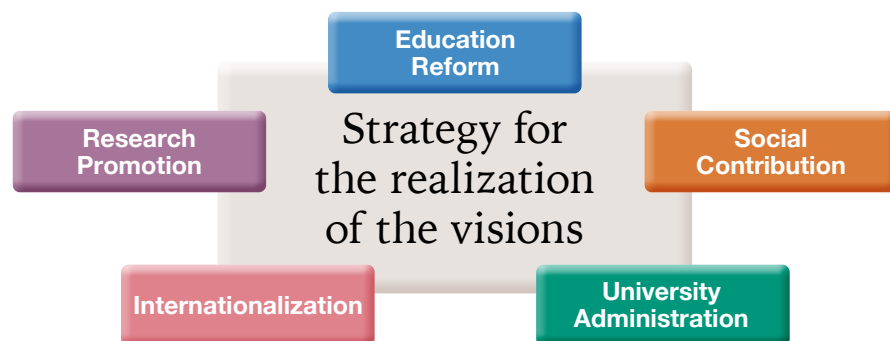 Education
Reform
Research
Promotion
Strategy for
the realization
of the visions
Social
Contribution
Internationalization
University
Administration